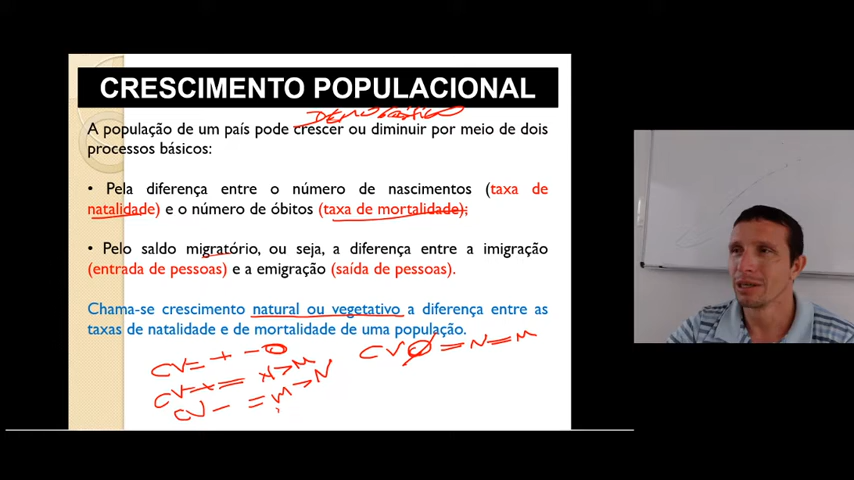 CRESCIMENTO POPULACIONAL
DEMOGRÁFICO
A população de um país pode crescer ou diminuir por meio de dois
processos básicos:
• Pela diferença entre o número de nascimentos (taxa de
natalidade) e o número de óbitos (taxa de mortalidade);
• Pelo saldo migratório, ou seja, a diferença entre a imigração
(entrada de pessoas) e a emigração (saída de pessoas).
Chama-se crescimento natural ou vegetativo a diferença entre as
taxas de natalidade e de mortalidade de uma população.
CV= + - 0
CV 0 = N = M
CV + = N > M
CV - = M > N